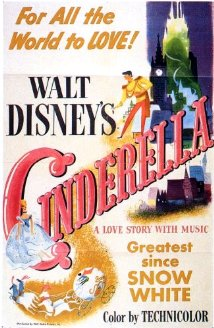 For All the
World to LOVE!
WALT
DISNEY'S
CINDERELLA
A LOVE STORY WITH MUSIC
Greatest
since
SNOW
WHITE
Color by TECHNICOLOR